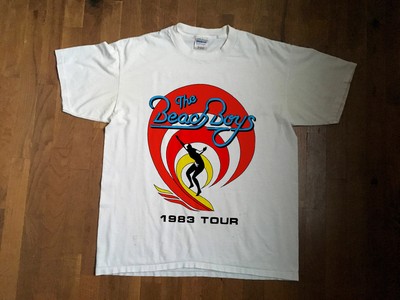 The
Beach Boys
1983 TOUR